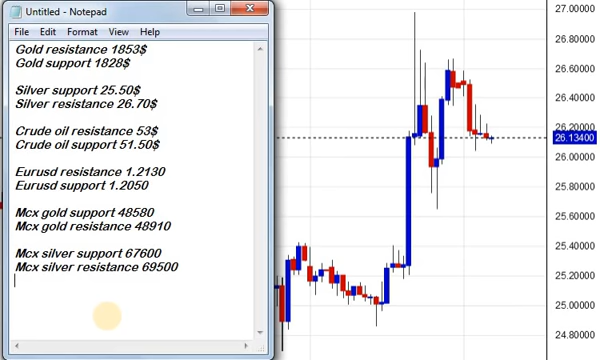 Untitled - Notepad
File Edit Format View Help
Gold resistance 1853$
Gold support 1828$
Silver support 25.50$
Silver resistance 26.70$
Crude oil resistance 53$
Crude oil support 51.50$
Eurusd resistance 1.2130
Eurusd support 1.2050
Mcx gold support 48580
Mcx gold resistance 48910
Mcx silver support 67600
Mcx silver resistance 69500
27.00000
26.80000
26.60000
26.40000
26.20000
26.13400
26.00000
25.80000
25.60000
25.40000
25.20000
25.00000
24.80000